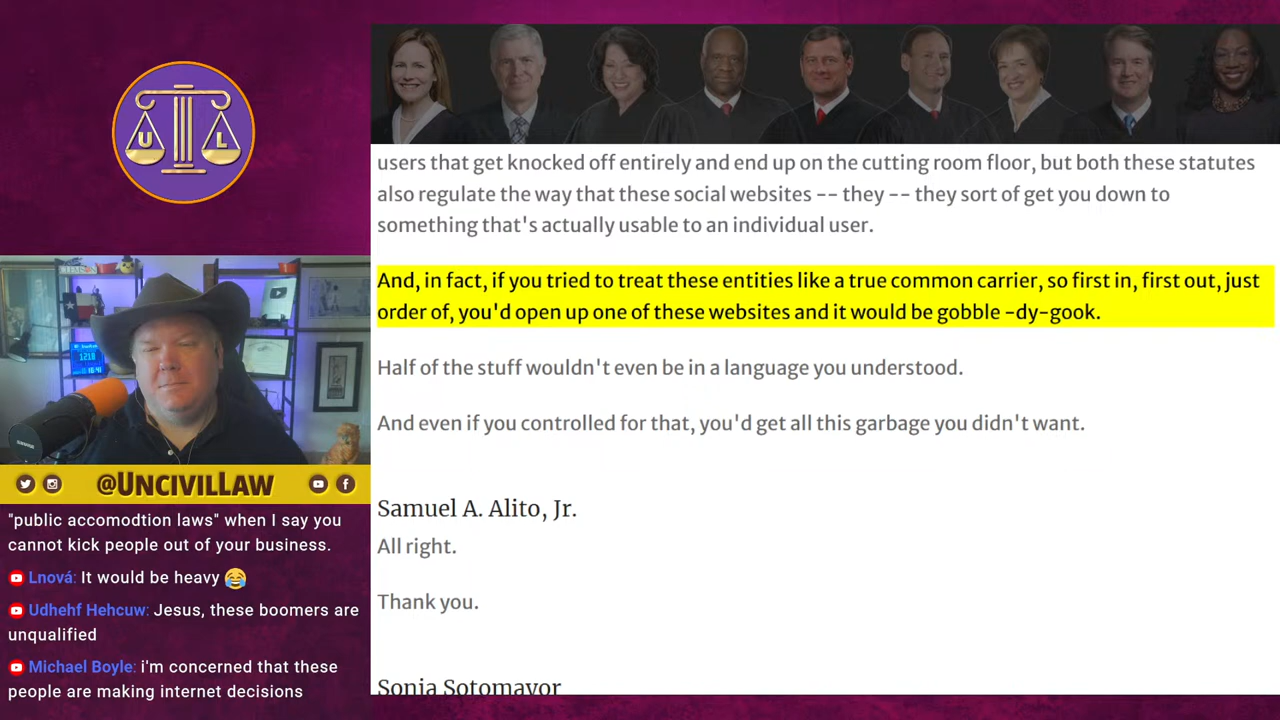 U L
1210
16:41
@UNCIVILLAW
"public accomodtion laws" when I say you
cannot kick people out of your business.
Lnová: It would be heavy 😂
Udhehf Hehcuw: Jesus, these boomers are
unqualified
Michael Boyle: i'm concerned that these
people are making internet decisions
users that get knocked off entirely and end up on the cutting room floor, but both these statutes
also regulate the way that these social websites -- they -- they sort of get you down to
something that's actually usable to an individual user.
And, in fact, if you tried to treat these entities like a true common carrier, so first in, first out, just
order of, you'd open up one of these websites and it would be gobble -dy-gook.
Half of the stuff wouldn't even be in a language you understood.
And even if you controlled for that, you'd get all this garbage you didn't want.
Samuel A. Alito, Jr.
All right.
Thank you.
Sonia Sotomayor